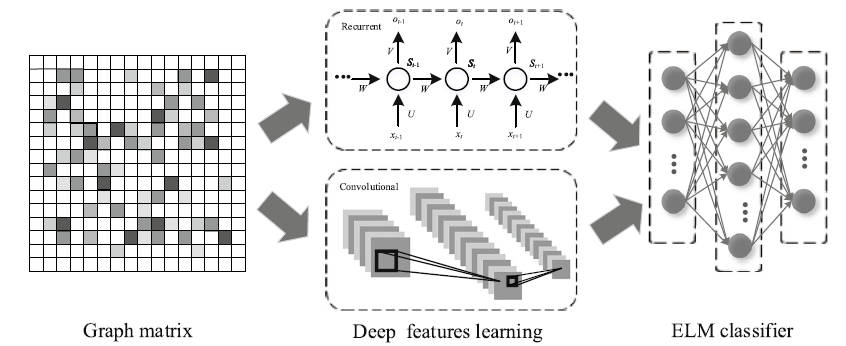 Recurrent
o_{t-1} o_t o_{t+1}
V V V
S_{t-1} S_t S_{t+1}
W W W W
U U U
x_{t-1} x_t x_{t+1}
Convolutional
Graph matrix
Deep features learning
ELM classifier